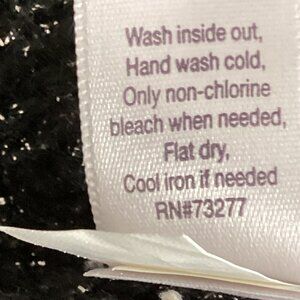 Wash inside out,
Hand wash cold,
Only non-chlorine
bleach when needed,
Flat dry,
Cool iron if needed
RN#73277